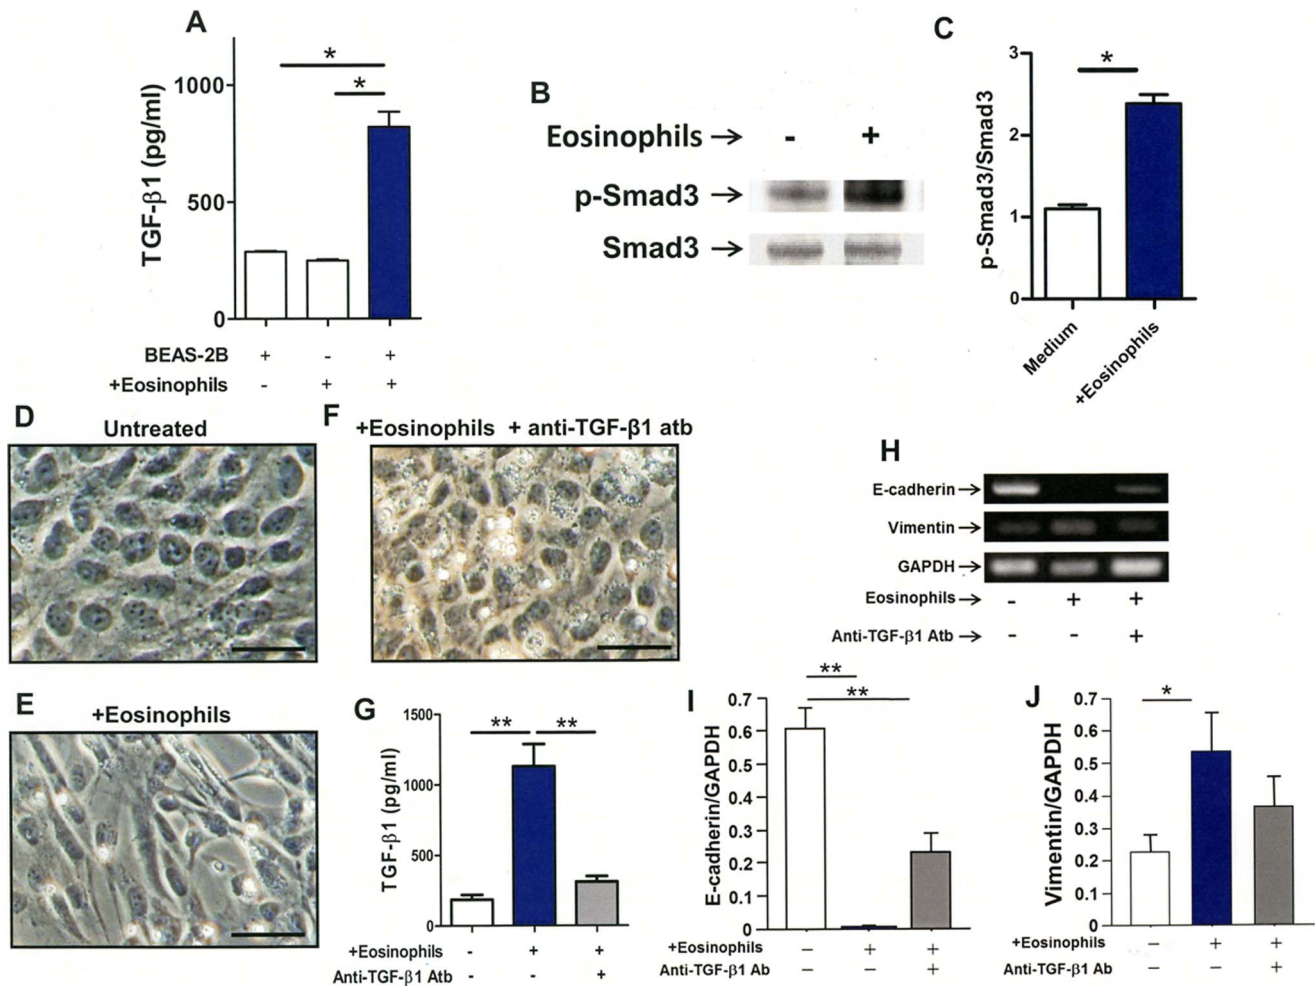 A
TGF-β1 (pg/ml)
1000
500
0
*
*
BEAS-2B + - +
+Eosinophils - + +
B
Eosinophils → - +
p-Smad3 →
Smad3 →
C
p-Smad3/Smad3
3
2
1
0
*
Medium
+Eosinophils
D
Untreated
E
+Eosinophils
F
+Eosinophils + anti-TGF-β1 atb
G
TGF-β1 (pg/ml)
1500
1000
500
0
** **
+Eosinophils - + +
Anti-TGF-β1 Atb - - +
H
E-cadherin →
Vimentin →
GAPDH →
Eosinophils → - + +
Anti-TGF-β1 Atb → - - +
I
E-cadherin/GAPDH
0.7
0.6
0.5
0.4
0.3
0.2
0.1
0
**
**
+Eosinophils – + +
Anti-TGF-β1 Ab – – +
J
Vimentin/GAPDH
0.7
0.6
0.5
0.4
0.3
0.2
0.1
0
*
+Eosinophils – + +
Anti-TGF-β1 Ab – – +